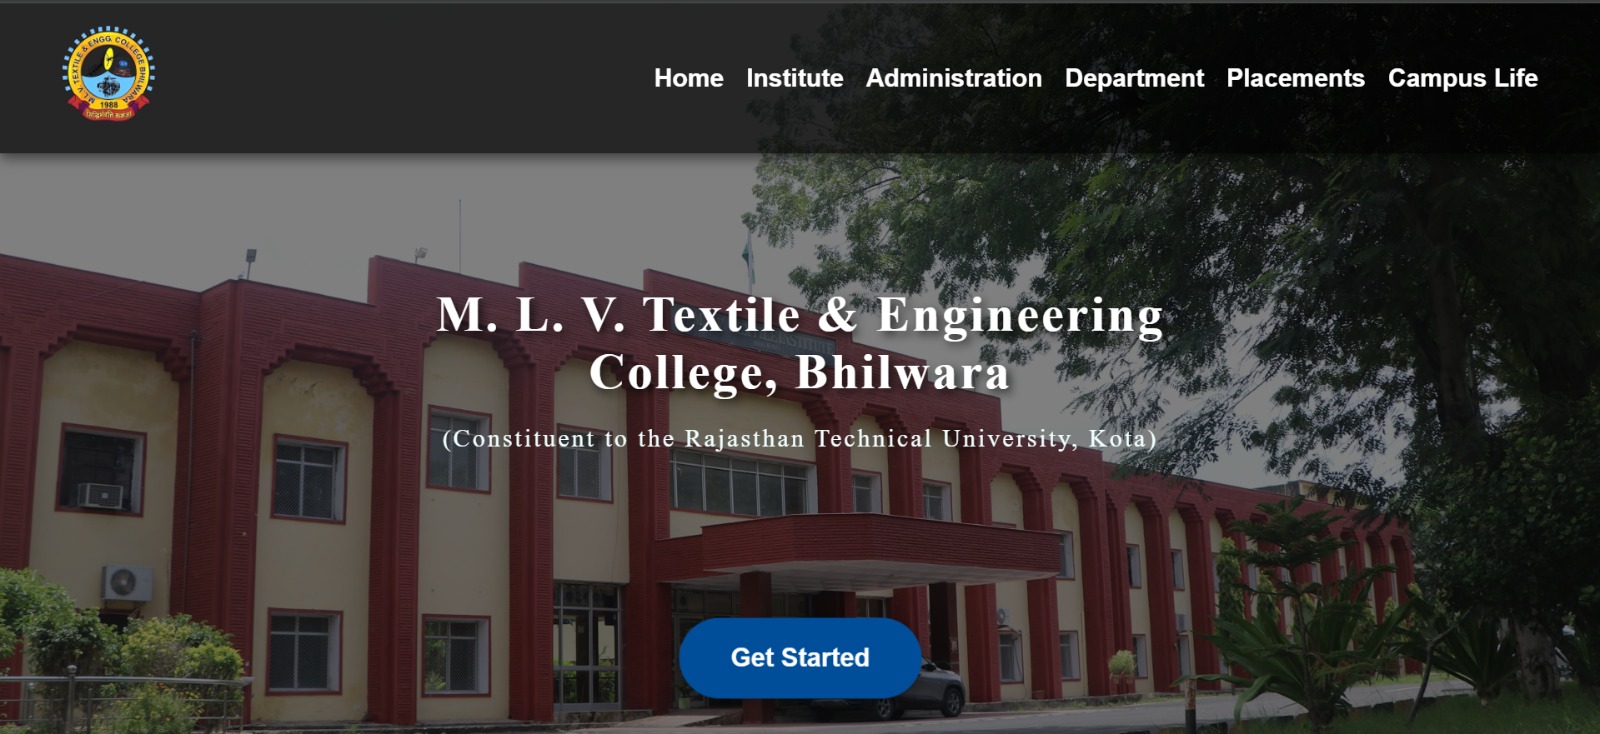 M.L.V. TEXTILE & ENGG. COLLEGE BHILWARA
1988
Home Institute Administration Department Placements Campus Life
M. L. V. Textile & Engineering
College, Bhilwara
(Constituent to the Rajasthan Technical University, Kota)
Get Started